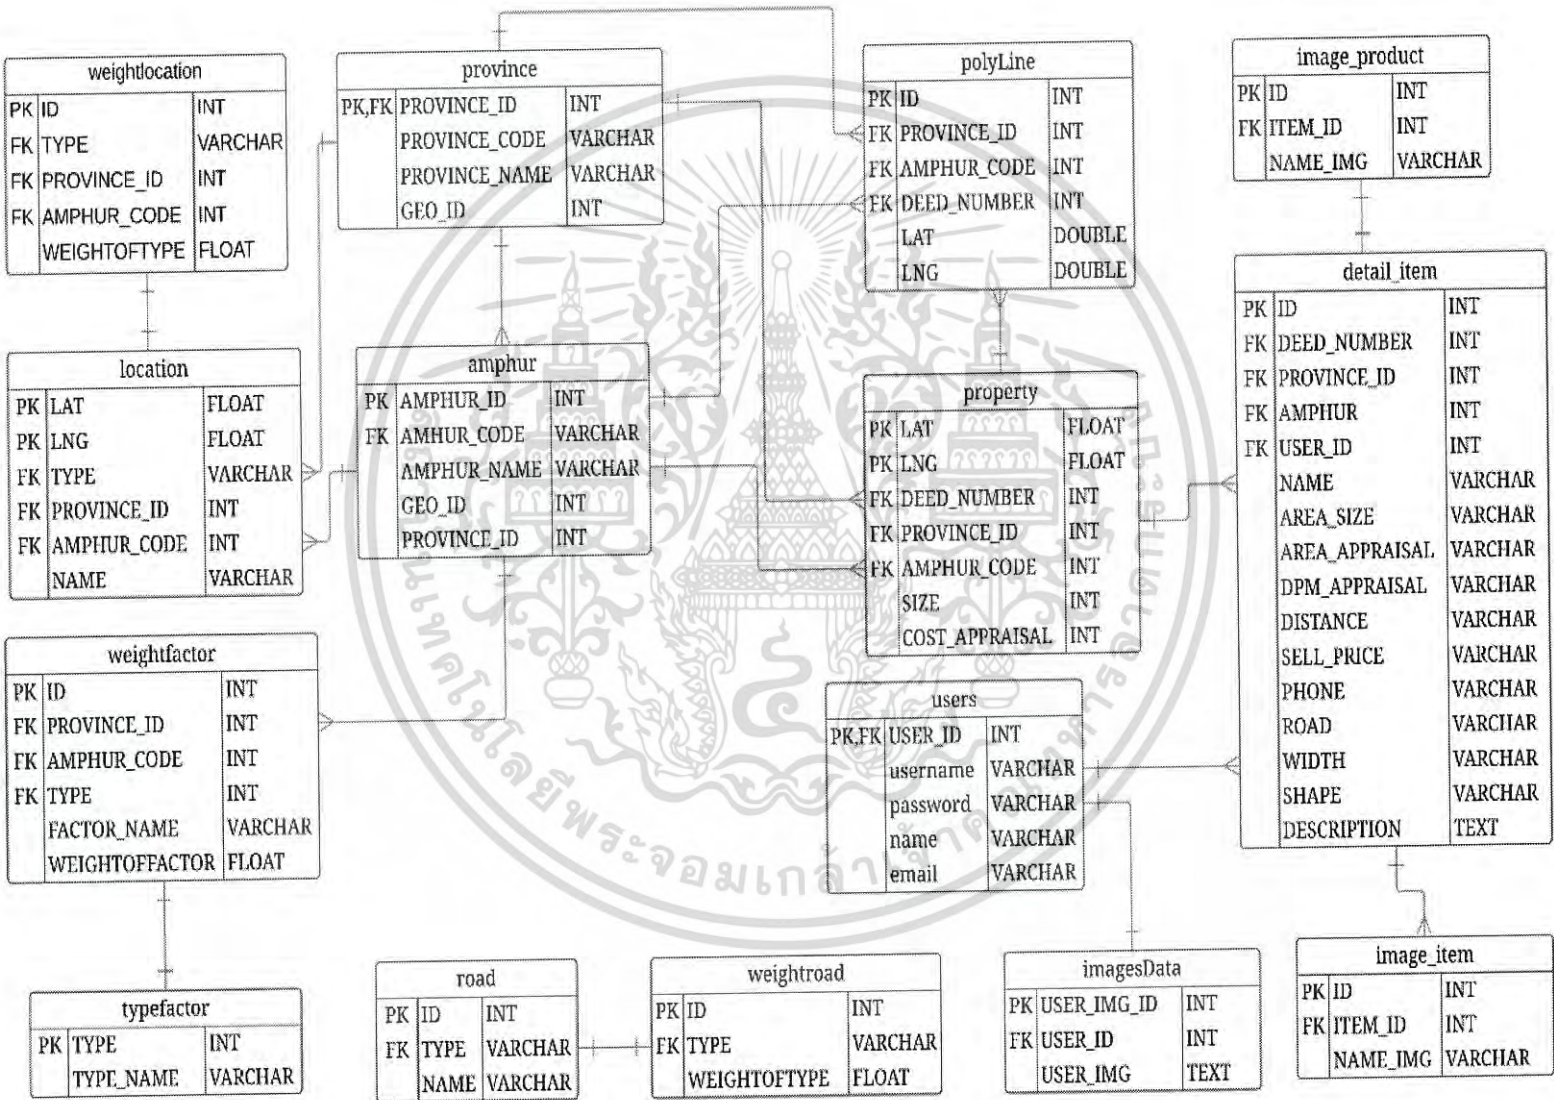 weightlocation
PK ID INT
FK TYPE VARCHAR
FK PROVINCE_ID INT
FK AMPHUR_CODE INT
WEIGHTOFTYPE FLOAT
province
PK,FK PROVINCE_ID INT
PROVINCE_CODE VARCHAR
PROVINCE_NAME VARCHAR
GEO_ID INT
polyLine
PK ID INT
FK PROVINCE_ID INT
FK AMPHUR_CODE INT
FK DEED_NUMBER INT
LAT DOUBLE
LNG DOUBLE
image_product
PK ID INT
FK ITEM_ID INT
NAME_IMG VARCHAR
location
PK LAT FLOAT
PK LNG FLOAT
FK TYPE VARCHAR
FK PROVINCE_ID INT
FK AMPHUR_CODE INT
NAME VARCHAR
amphur
PK AMPHUR_ID INT
FK AMHUR_CODE VARCHAR
AMPHUR_NAME VARCHAR
GEO_ID INT
PROVINCE_ID INT
property
PK LAT FLOAT
PK LNG FLOAT
FK DEED_NUMBER INT
FK PROVINCE_ID INT
FK AMPHUR_CODE INT
SIZE INT
COST_APPRAISAL INT
detail_item
PK ID INT
FK DEED_NUMBER INT
FK PROVINCE_ID INT
FK AMPHUR INT
FK USER_ID INT
NAME VARCHAR
AREA_SIZE VARCHAR
AREA_APPRAISAL VARCHAR
DPM_APPRAISAL VARCHAR
DISTANCE VARCHAR
SELL_PRICE VARCHAR
PHONE VARCHAR
ROAD VARCHAR
WIDTH VARCHAR
SHAPE VARCHAR
DESCRIPTION TEXT
weightfactor
PK ID INT
FK PROVINCE_ID INT
FK AMPHUR_CODE INT
FK TYPE INT
FACTOR_NAME VARCHAR
WEIGHTOFFACTOR FLOAT
users
PK,FK USER_ID INT
username VARCHAR
password VARCHAR
name VARCHAR
email VARCHAR
typefactor
PK TYPE INT
TYPE_NAME VARCHAR
road
PK ID INT
FK TYPE VARCHAR
NAME VARCHAR
weightroad
PK ID INT
FK TYPE VARCHAR
WEIGHTOFTYPE FLOAT
imagesData
PK USER_IMG_ID INT
FK USER_ID INT
USER_IMG TEXT
image_item
PK ID INT
FK ITEM_ID INT
NAME_IMG VARCHAR